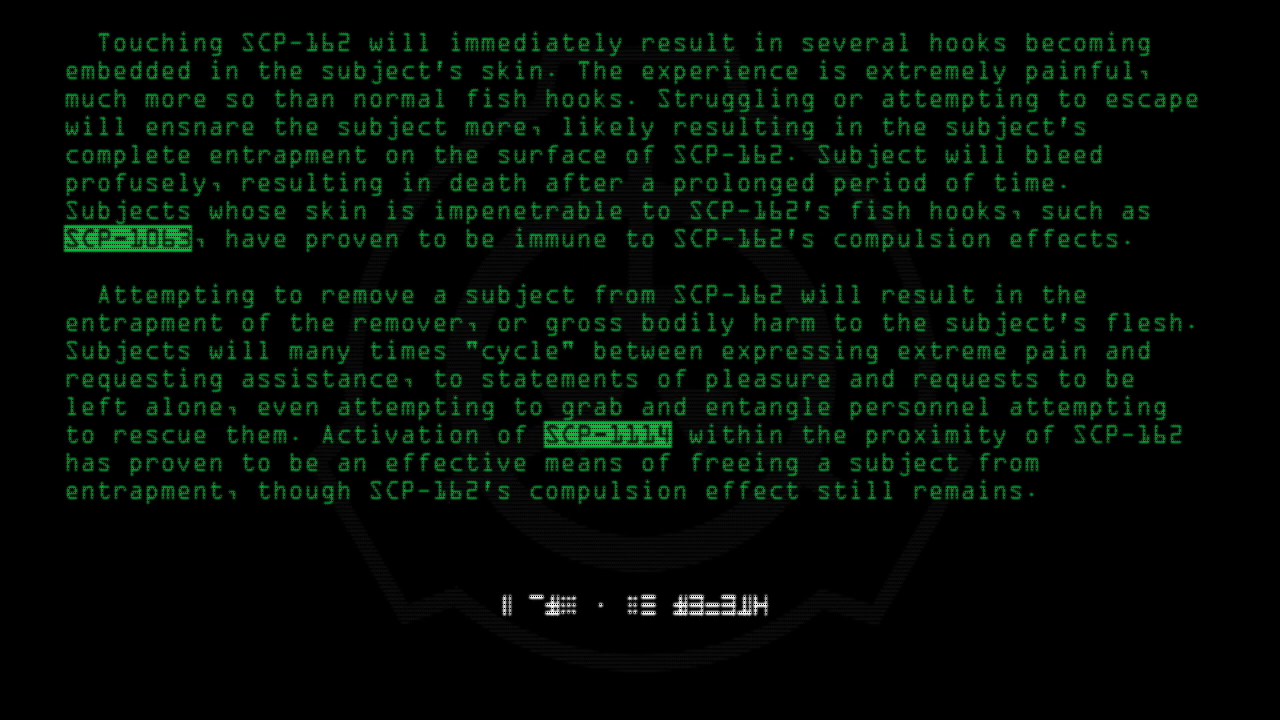 Touching SCP-162 will immediately result in several hooks becoming
embedded in the subject's skin. The experience is extremely painful,
much more so than normal fish hooks. Struggling or attempting to escape
will ensnare the subject more, likely resulting in the subject's
complete entrapment on the surface of SCP-162. Subject will bleed
profusely, resulting in death after a prolonged period of time.
Subjects whose skin is impenetrable to SCP-162's fish hooks, such as
SCP-1063, have proven to be immune to SCP-162's compulsion effects.
Attempting to remove a subject from SCP-162 will result in the
entrapment of the remover, or gross bodily harm to the subject's flesh.
Subjects will many times "cycle" between expressing extreme pain and
requesting assistance, to statements of pleasure and requests to be
left alone, even attempting to grab and entangle personnel attempting
to rescue them. Activation of SCP-1114 within the proximity of SCP-162
has proven to be an effective means of freeing a subject from
entrapment, though SCP-162's compulsion effect still remains.